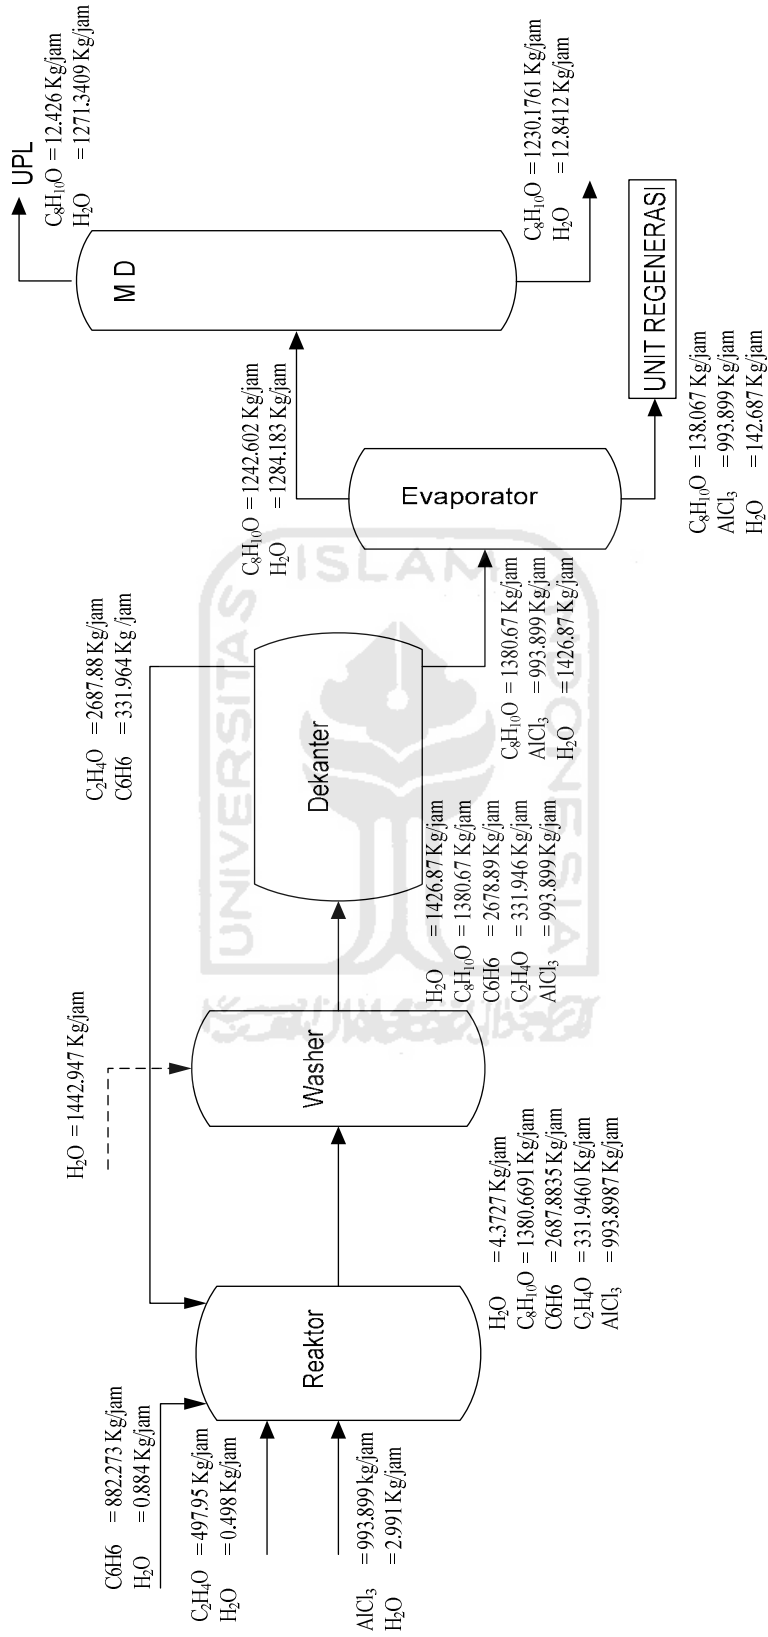 C6H6 = 882.273 Kg/jam
H₂O = 0.884 Kg/jam
C₂H₄O = 497.95 Kg/jam
H₂O = 0.498 Kg/jam
AlCl₃ = 993.899 kg/jam
H₂O = 2.991 Kg/jam
Reaktor
H₂O = 4.3727 Kg/jam
C₈H₁₀O = 1380.6691 Kg/jam
C6H6 = 2687.8835 Kg/jam
C₂H₄O = 331.9460 Kg/jam
AlCl₃ = 993.8987 Kg/jam
H₂O = 1442.947 Kg/jam
Washer
H₂O = 1426.87 Kg/jam
C₈H₁₀O = 1380.67 Kg/jam
C6H6 = 2678.89 Kg/jam
C₂H₄O = 331.946 Kg/jam
AlCl₃ = 993.899 Kg/jam
C₂H₄O = 2687.88 Kg/jam
C6H6 = 331.964 Kg /jam
Dekanter
C₈H₁₀O = 1380.67 Kg/jam
AlCl₃ = 993.899 Kg/jam
H₂O = 1426.87 Kg/jam
C₈H₁₀O = 1242.602 Kg/jam
H₂O = 1284.183 Kg/jam
Evaporator
C₈H₁₀O = 138.067 Kg/jam
AlCl₃ = 993.899 Kg/jam
H₂O = 142.687 Kg/jam
UNIT REGENERASI
M D
UPL
C₈H₁₀O = 12.426 Kg/jam
H₂O = 1271.3409 Kg/jam
C₈H₁₀O = 1230.1761 Kg/jam
H₂O = 12.8412 Kg/jam
UNIVERSITAS
ISLAM
INDONESIA